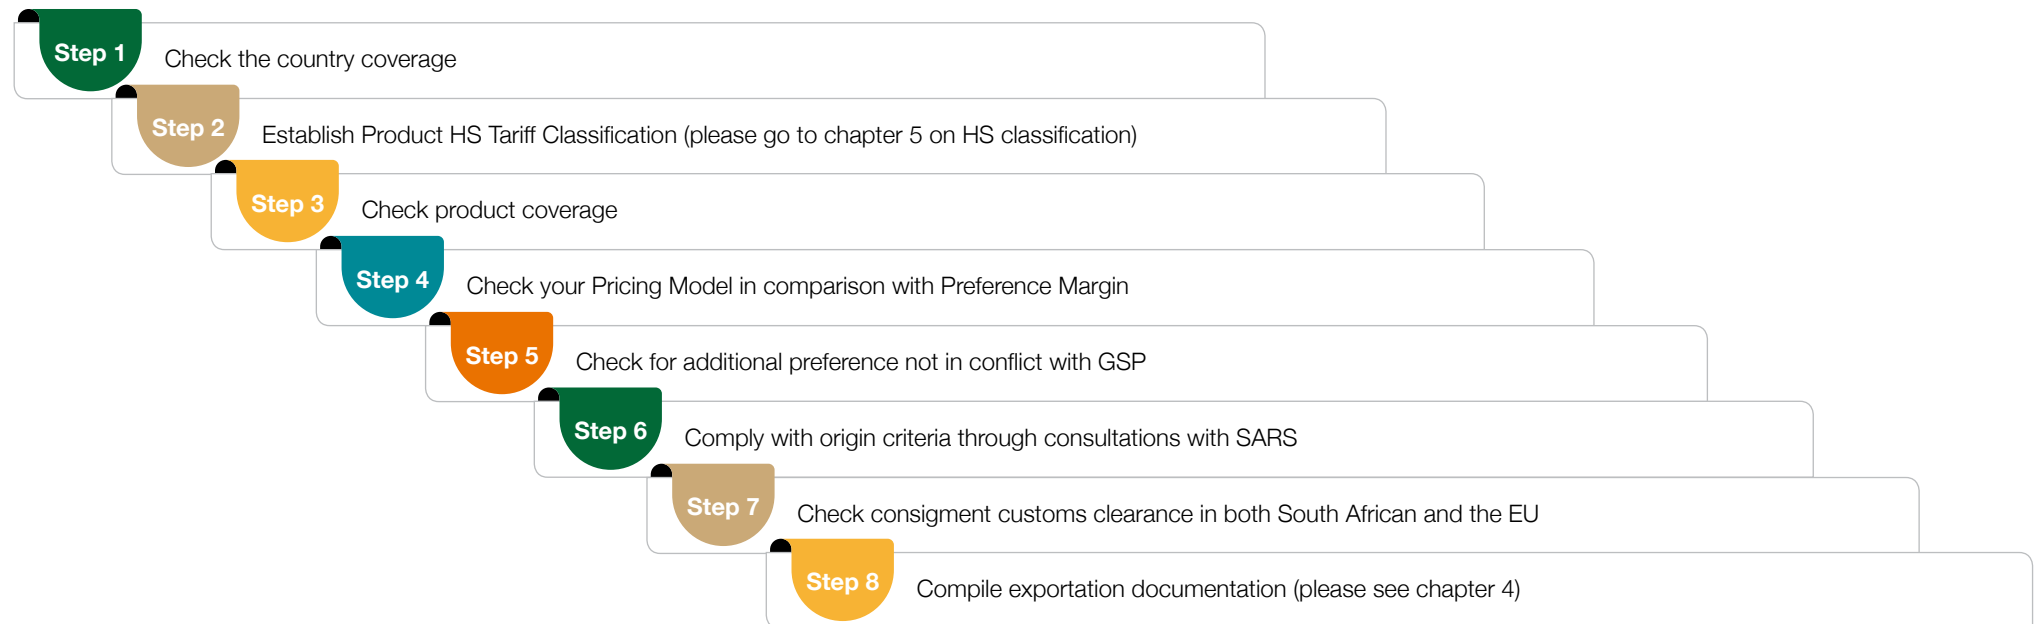 Step 1 Check the country coverage
Step 2 Establish Product HS Tariff Classification (please go to chapter 5 on HS classification)
Step 3 Check product coverage
Step 4 Check your Pricing Model in comparison with Preference Margin
Step 5 Check for additional preference not in conflict with GSP
Step 6 Comply with origin criteria through consultations with SARS
Step 7 Check consigment customs clearance in both South African and the EU
Step 8 Compile exportation documentation (please see chapter 4)